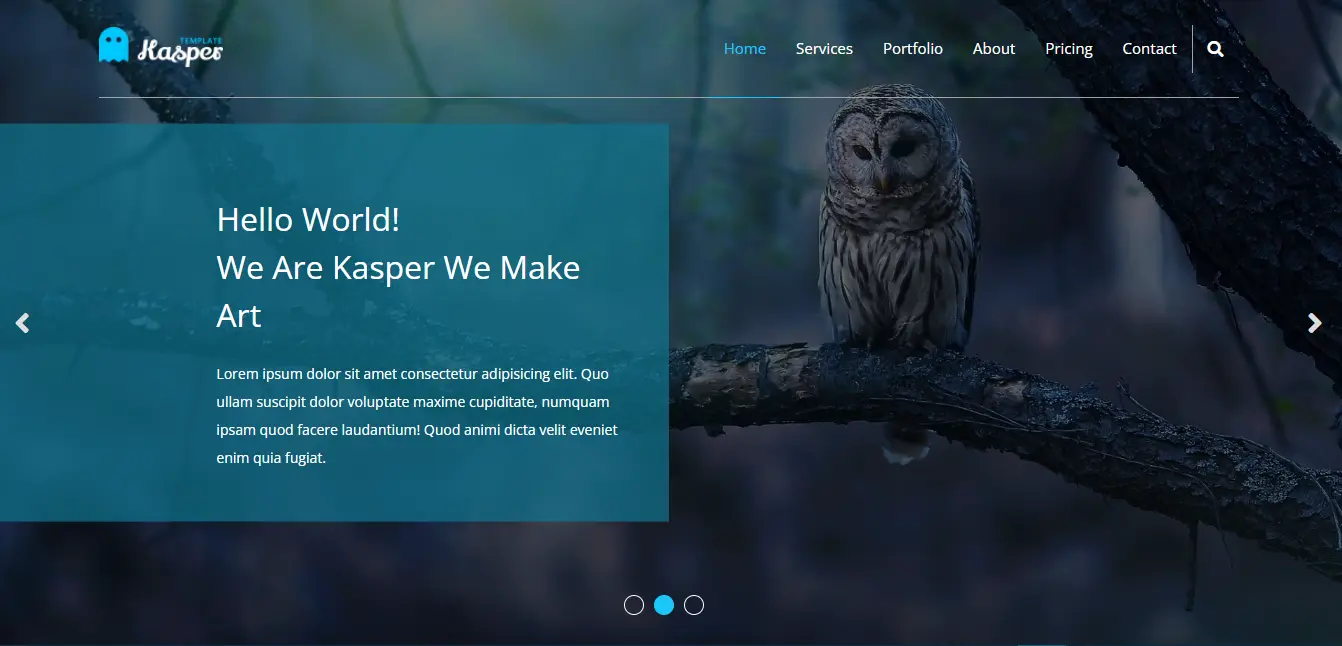 TEMPLATE
Kasper
Home Services Portfolio About Pricing Contact
Hello World!
We Are Kasper We Make
Art
Lorem ipsum dolor sit amet consectetur adipisicing elit. Quo
ullam suscipit dolor voluptate maxime cupiditate, numquam
ipsam quod facere laudantium! Quod animi dicta velit eveniet
enim quia fugiat.